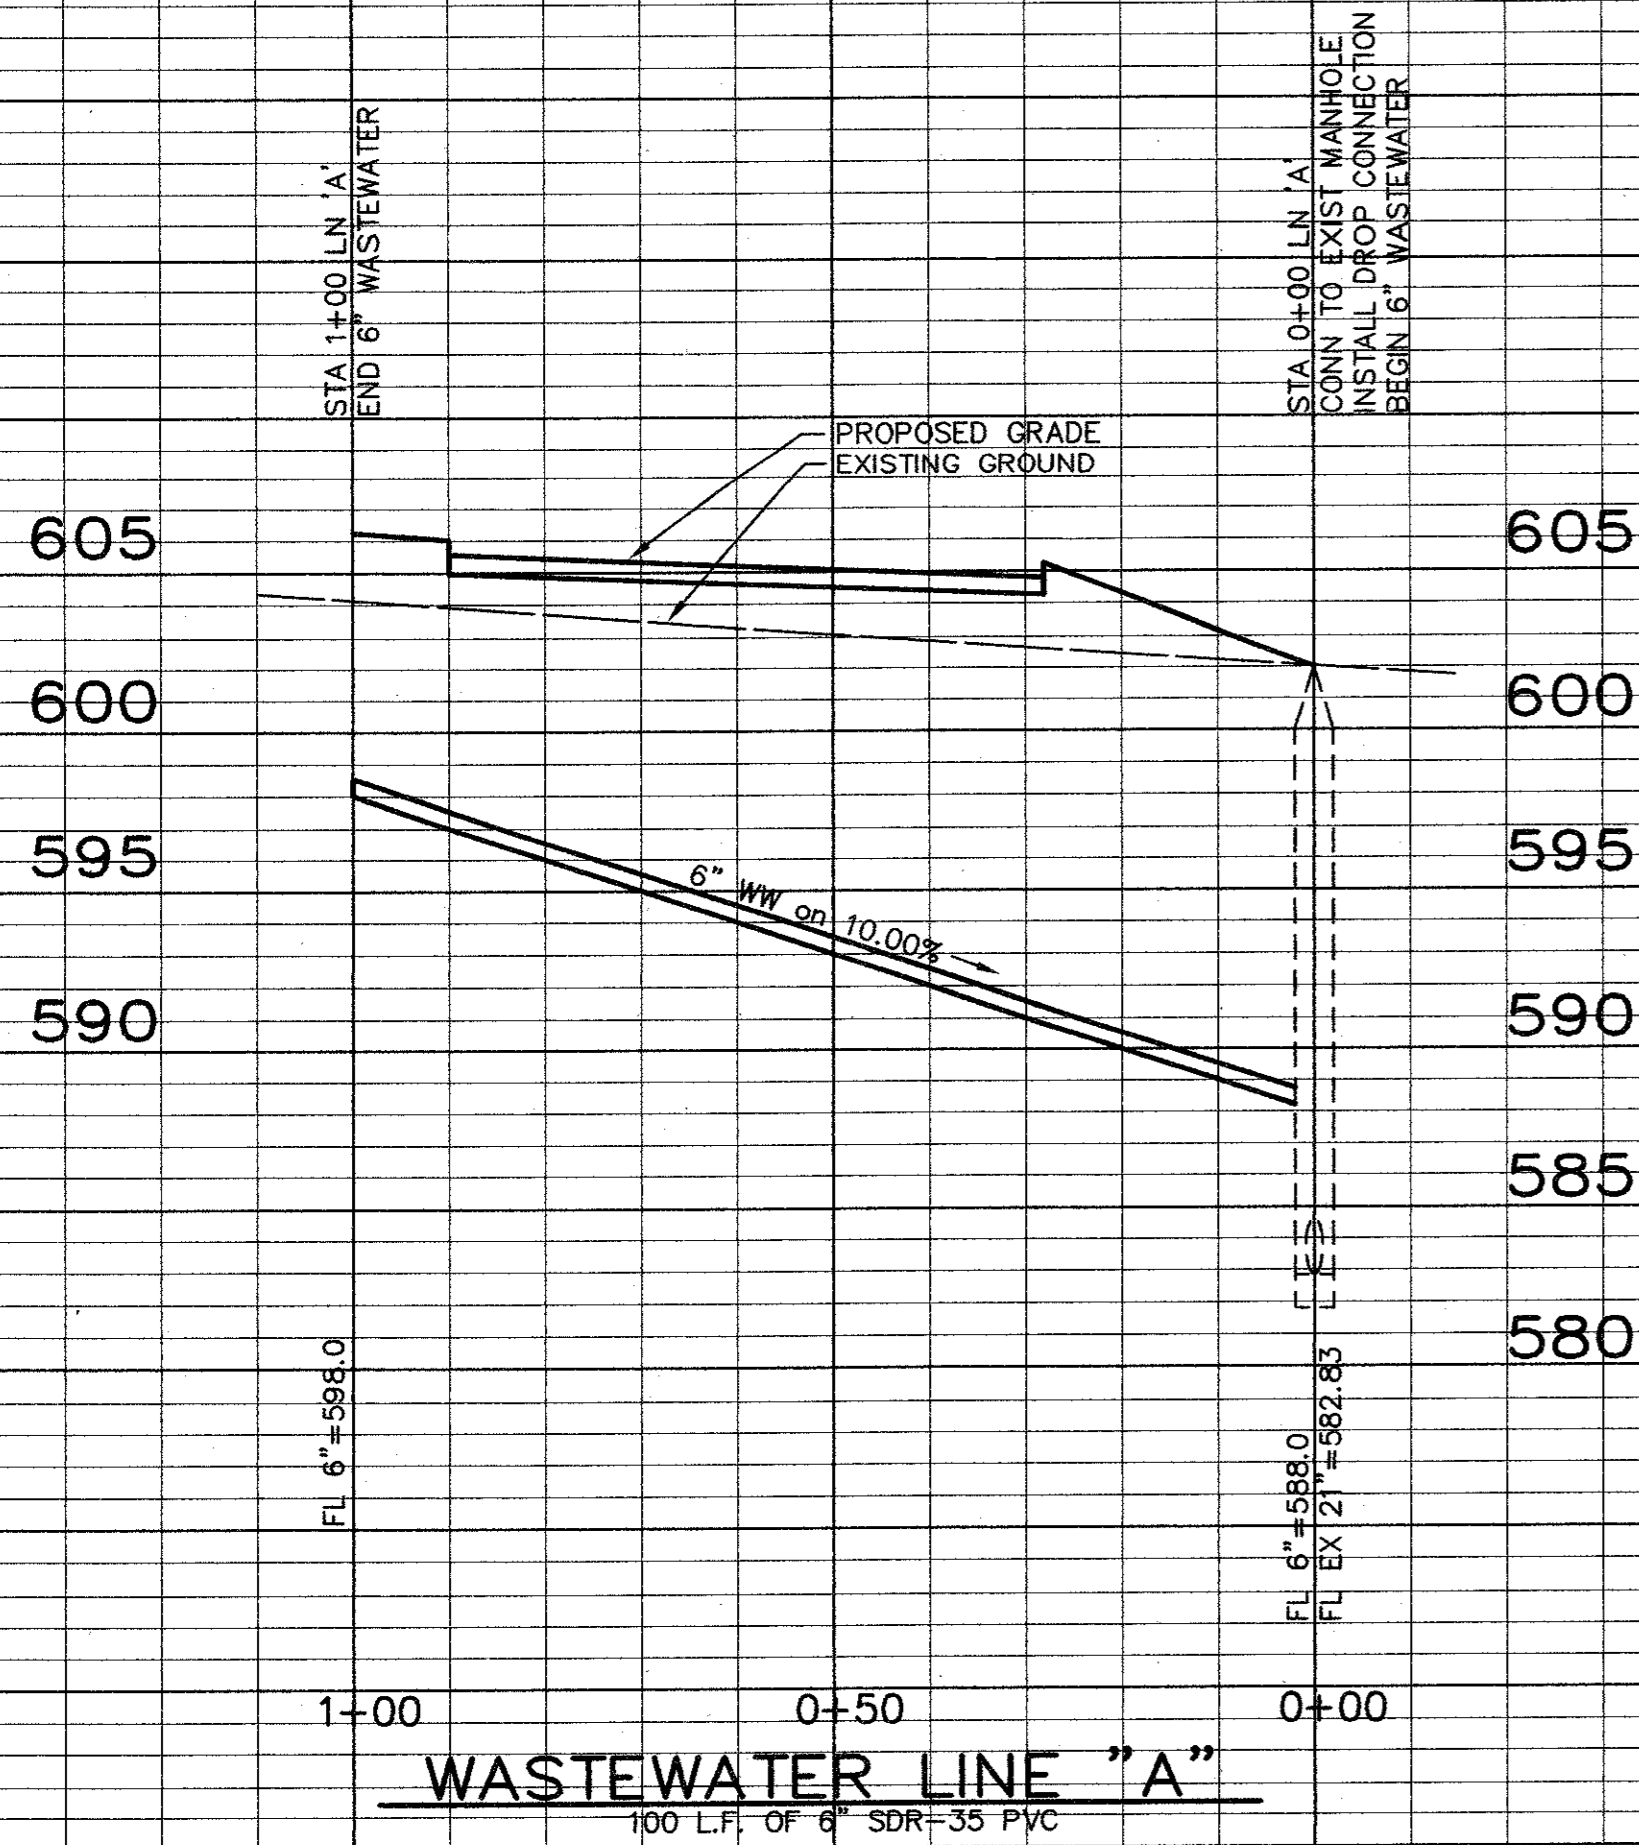 STA 1+00 LN 'A'
END 6" WASTEWATER
STA 0+00 LN 'A'
CONN TO EXIST MANHOLE
INSTALL DROP CONNECTION
BEGIN 6" WASTEWATER
PROPOSED GRADE
EXISTING GROUND
605
605
600
600
595
595
6" WW on 10.00%
590
590
585
580
FL 6"=598.0
FL 6"=588.0
FL EX 21"=582.83
1+00
0+50
0+00
WASTEWATER LINE "A"
100 L.F. OF 6" SDR-35 PVC